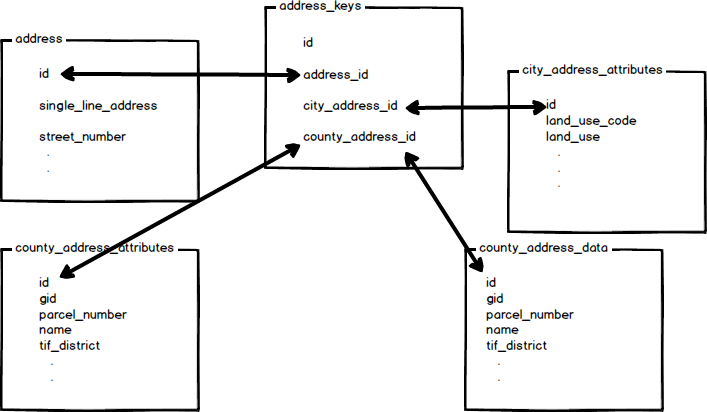 address_keys
id
address_id
city_address_id
county_address_id
address
id
single_line_address
street_number
.
.
city_address_attributes
id
land_use_code
land_use
.
.
.
county_address_attributes
id
gid
parcel_number
name
tif_district
.
.
county_address_data
id
gid
parcel_number
name
tif_district
.
.